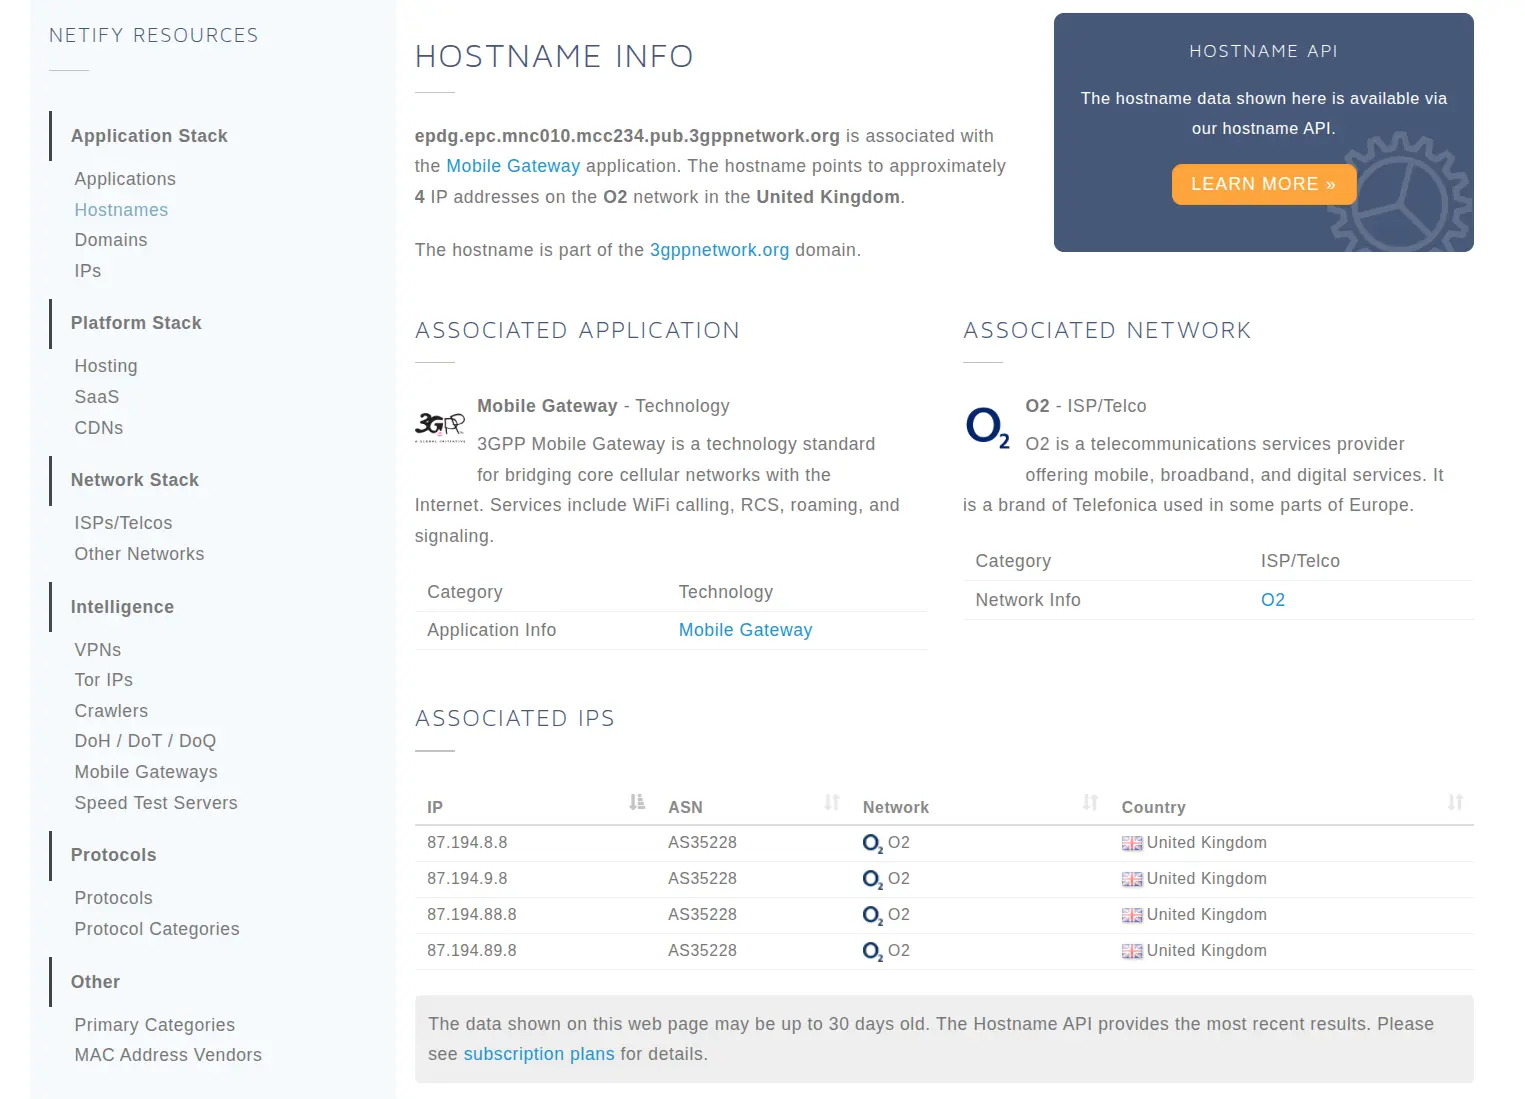 NETIFY RESOURCES
Application Stack
Applications
Hostnames
Domains
IPs
Platform Stack
Hosting
SaaS
CDNs
Network Stack
ISPs/Telcos
Other Networks
Intelligence
VPNs
Tor IPs
Crawlers
DoH / DoT / DoQ
Mobile Gateways
Speed Test Servers
Protocols
Protocols
Protocol Categories
Other
Primary Categories
MAC Address Vendors
HOSTNAME INFO
epdg.epc.mnc010.mcc234.pub.3gppnetwork.org is associated with
the Mobile Gateway application. The hostname points to approximately
4 IP addresses on the O2 network in the United Kingdom.
The hostname is part of the 3gppnetwork.org domain.
HOSTNAME API
The hostname data shown here is available via
our hostname API.
LEARN MORE »
ASSOCIATED APPLICATION
3GPP
A GLOBAL INITIATIVE
Mobile Gateway - Technology
3GPP Mobile Gateway is a technology standard
for bridging core cellular networks with the
Internet. Services include WiFi calling, RCS, roaming, and
signaling.
Category Technology
Application Info Mobile Gateway
ASSOCIATED NETWORK
O2
O2 - ISP/Telco
O2 is a telecommunications services provider
offering mobile, broadband, and digital services. It
is a brand of Telefonica used in some parts of Europe.
Category ISP/Telco
Network Info O2
ASSOCIATED IPS
IP ASN Network Country
87.194.8.8 AS35228 O2 O2 United Kingdom
87.194.9.8 AS35228 O2 O2 United Kingdom
87.194.88.8 AS35228 O2 O2 United Kingdom
87.194.89.8 AS35228 O2 O2 United Kingdom
The data shown on this web page may be up to 30 days old. The Hostname API provides the most recent results. Please
see subscription plans for details.